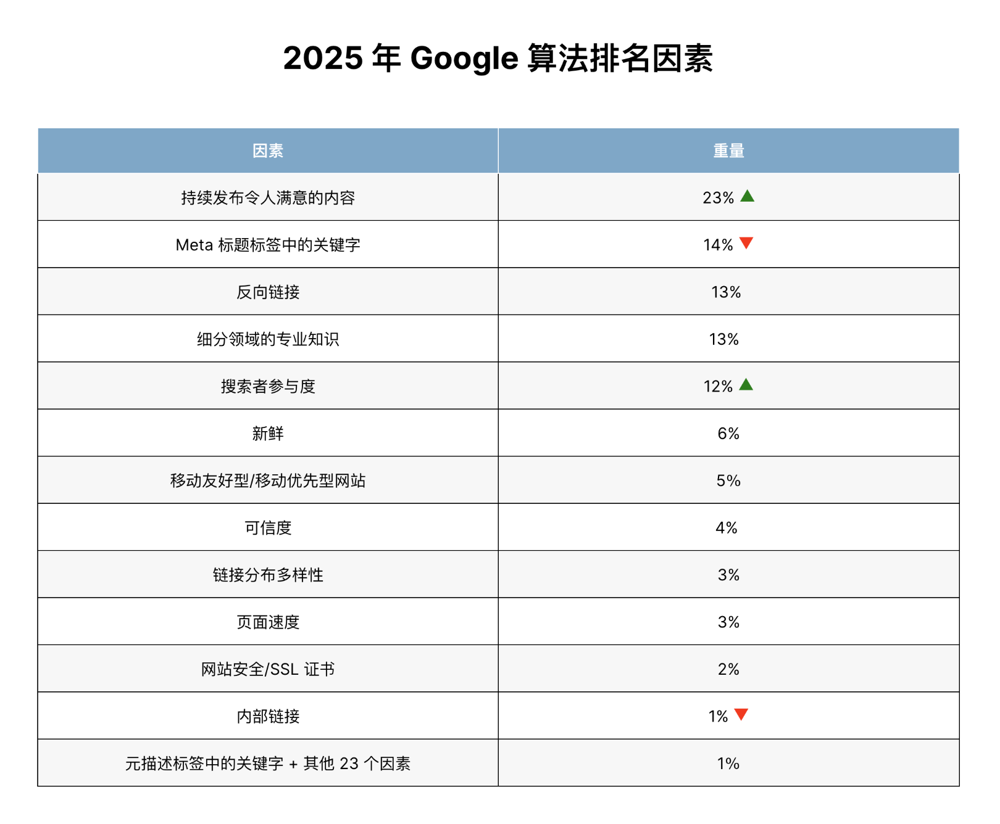 2025 年 Google 算法排名因素
因素 重量
持续发布令人满意的内容 23% ▲
Meta 标题标签中的关键字 14% ▼
反向链接 13%
细分领域的专业知识 13%
搜索者参与度 12% ▲
新鲜 6%
移动友好型/移动优先型网站 5%
可信度 4%
链接分布多样性 3%
页面速度 3%
网站安全/SSL 证书 2%
内部链接 1% ▼
元描述标签中的关键字 + 其他 23 个因素 1%